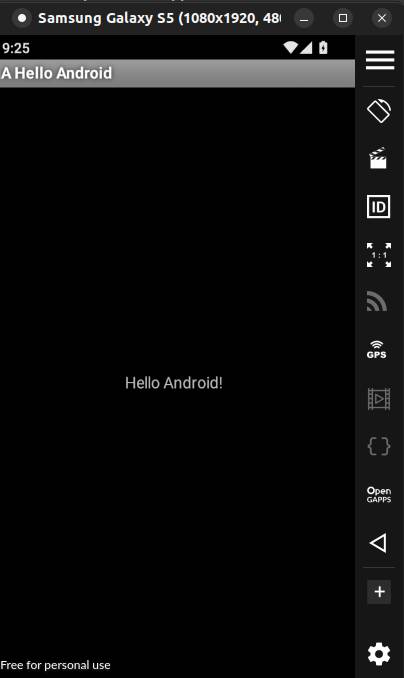 Samsung Galaxy S5 (1080x1920, 48
9:25
A Hello Android
ID
1:1
GPS
Hello Android!
{}
Open
GAPPS
Free for personal use